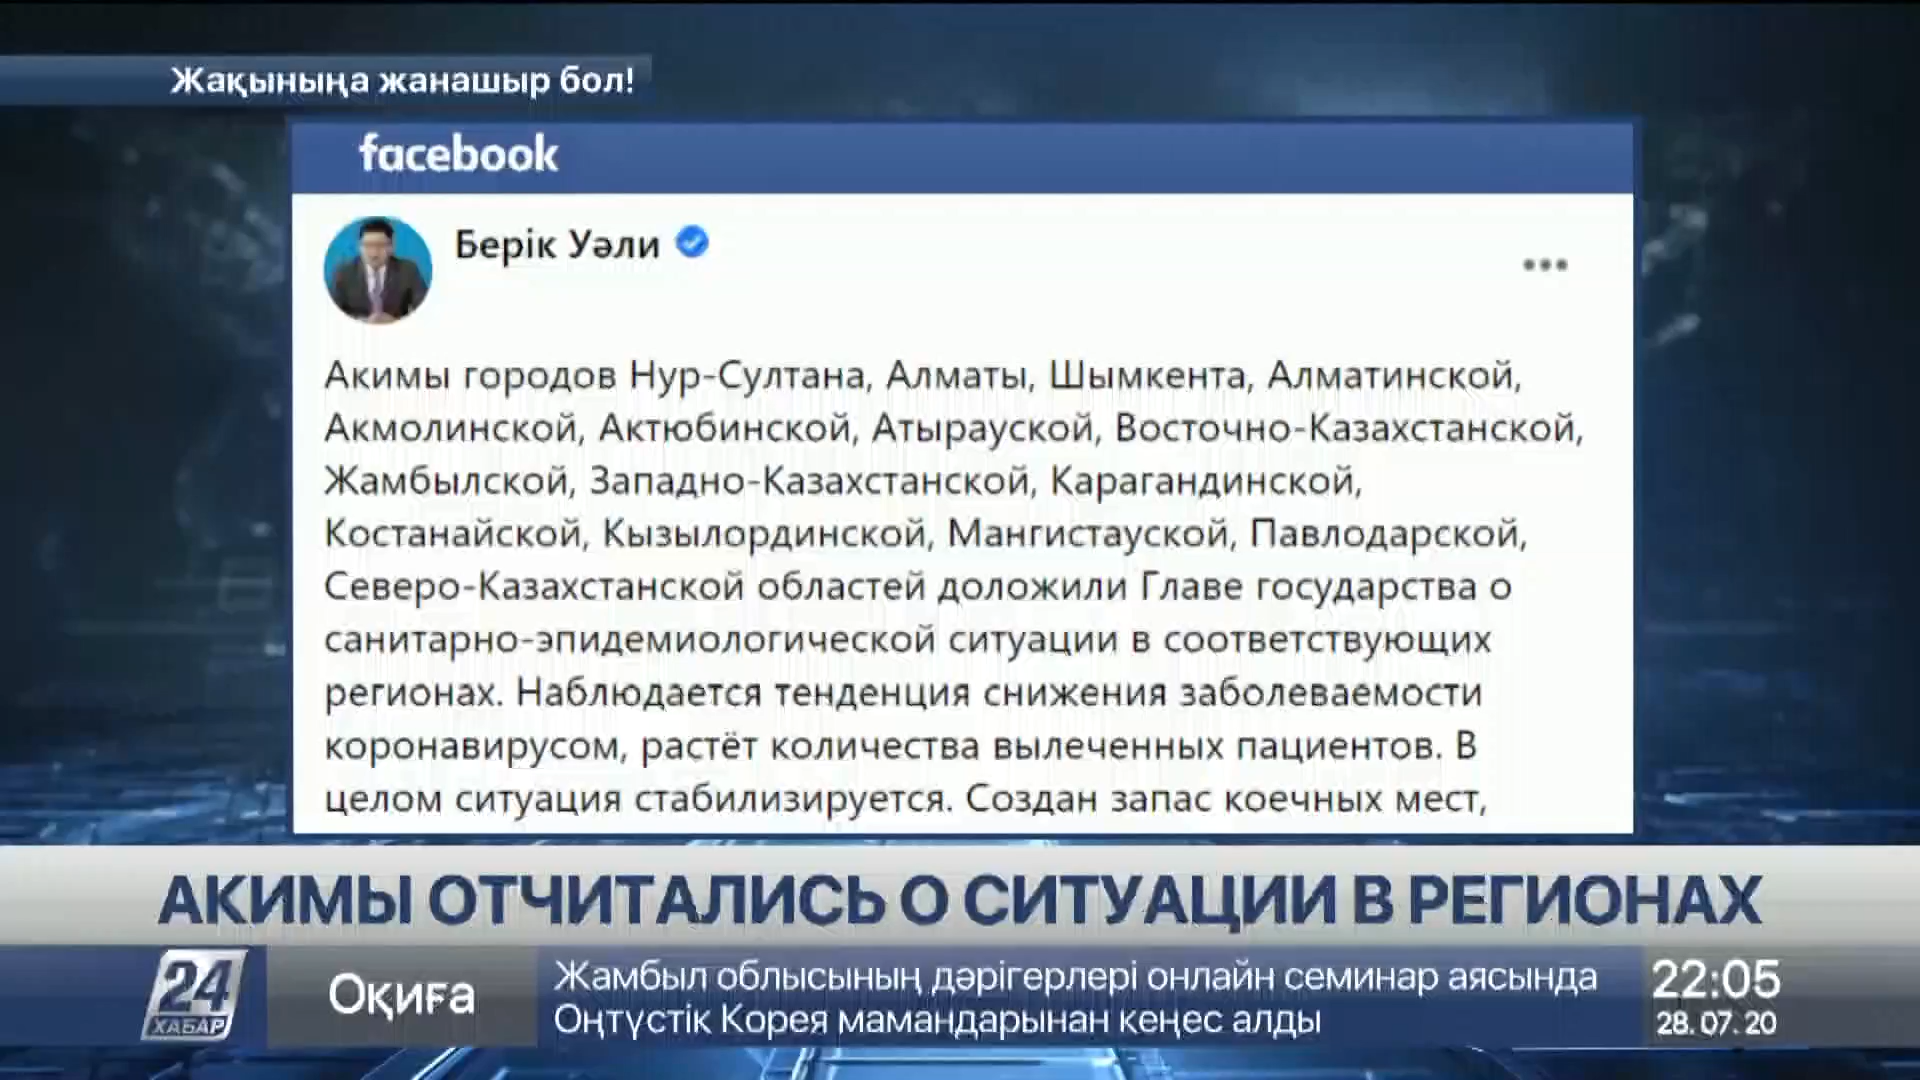 Жақыныңа жанашыр бол!
facebook
Берік Уәли
Акимы городов Нур-Султана, Алматы, Шымкента, Алматинской,
Акмолинской, Актюбинской, Атырауской, Восточно-Казахстанской,
Жамбылской, Западно-Казахстанской, Карагандинской,
Костанайской, Кызылординской, Мангистауской, Павлодарской,
Северо-Казахстанской областей доложили Главе государства о
санитарно-эпидемиологической ситуации в соответствующих
регионах. Наблюдается тенденция снижения заболеваемости
коронавирусом, растёт количества вылеченных пациентов. В
целом ситуация стабилизируется. Создан запас коечных мест,
АКИМЫ ОТЧИТАЛИСЬ О СИТУАЦИИ В РЕГИОНАХ
24
ХАБАР
Оқиға
Жамбыл облысының дәрігерлері онлайн семинар аясында
Оңтүстік Корея мамандарынан кеңес алды
22:05
28.07.20